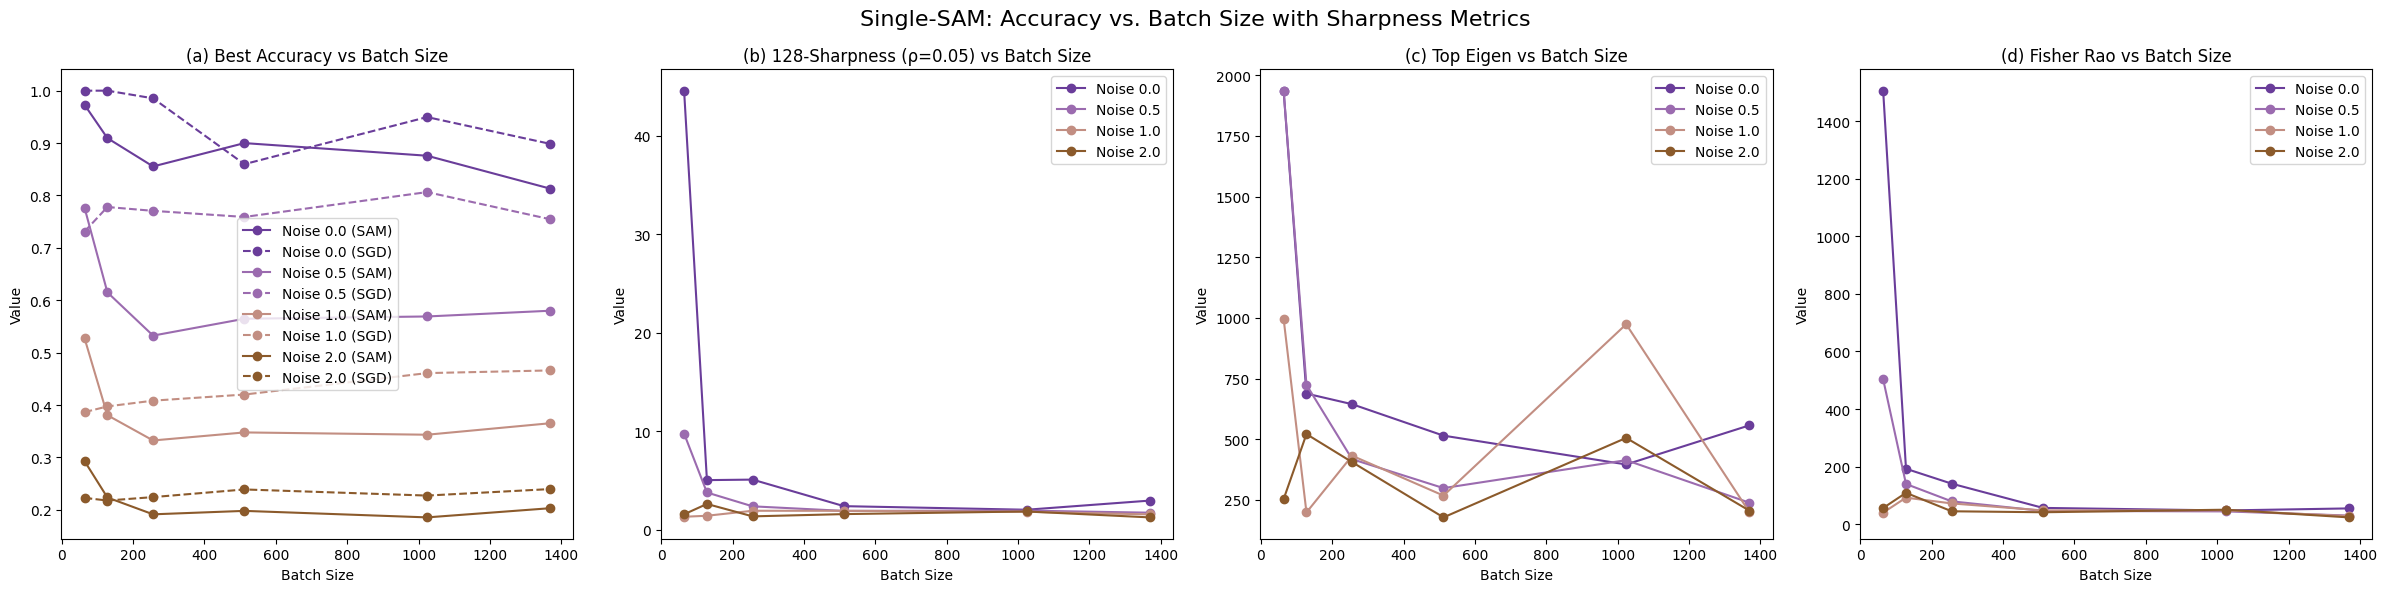 Single-SAM: Accuracy vs. Batch Size with Sharpness Metrics
(a) Best Accuracy vs Batch Size
1.0
0.9
0.8
0.7
0.6
0.5
0.4
0.3
0.2
Value
Noise 0.0 (SAM)
Noise 0.0 (SGD)
Noise 0.5 (SAM)
Noise 0.5 (SGD)
Noise 1.0 (SAM)
Noise 1.0 (SGD)
Noise 2.0 (SAM)
Noise 2.0 (SGD)
0 200 400 600 800 1000 1200 1400
Batch Size
(b) 128-Sharpness (ρ=0.05) vs Batch Size
Noise 0.0
Noise 0.5
Noise 1.0
Noise 2.0
40
30
20
10
0
Value
0 200 400 600 800 1000 1200 1400
Batch Size
(c) Top Eigen vs Batch Size
Noise 0.0
Noise 0.5
Noise 1.0
Noise 2.0
2000
1750
1500
1250
1000
750
500
250
Value
0 200 400 600 800 1000 1200 1400
Batch Size
(d) Fisher Rao vs Batch Size
Noise 0.0
Noise 0.5
Noise 1.0
Noise 2.0
1400
1200
1000
800
600
400
200
0
Value
0 200 400 600 800 1000 1200 1400
Batch Size